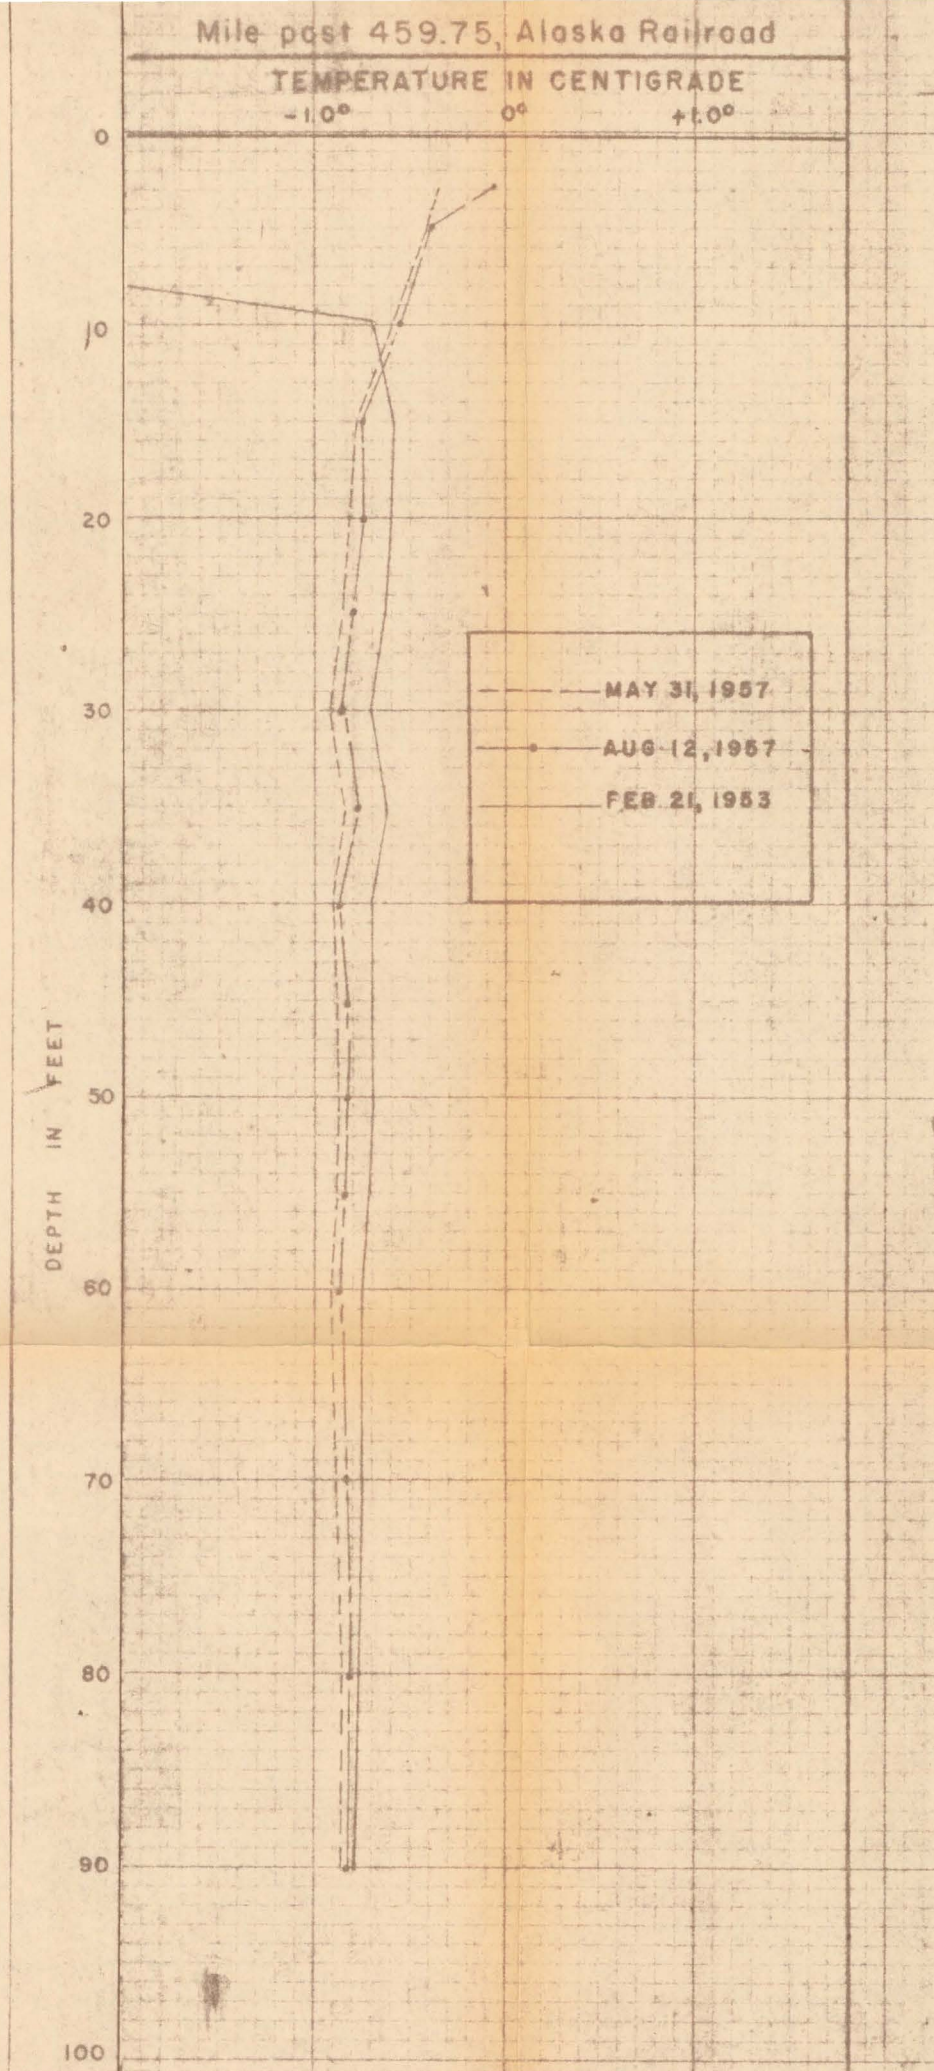 Mile post 459.75, Alaska Railroad
TEMPERATURE IN CENTIGRADE
-1.0° 0° +1.0°
0
10
20
30
40
50
60
70
80
90
100
DEPTH IN FEET
MAY 31, 1957
AUG 12, 1957
FEB 21, 1953